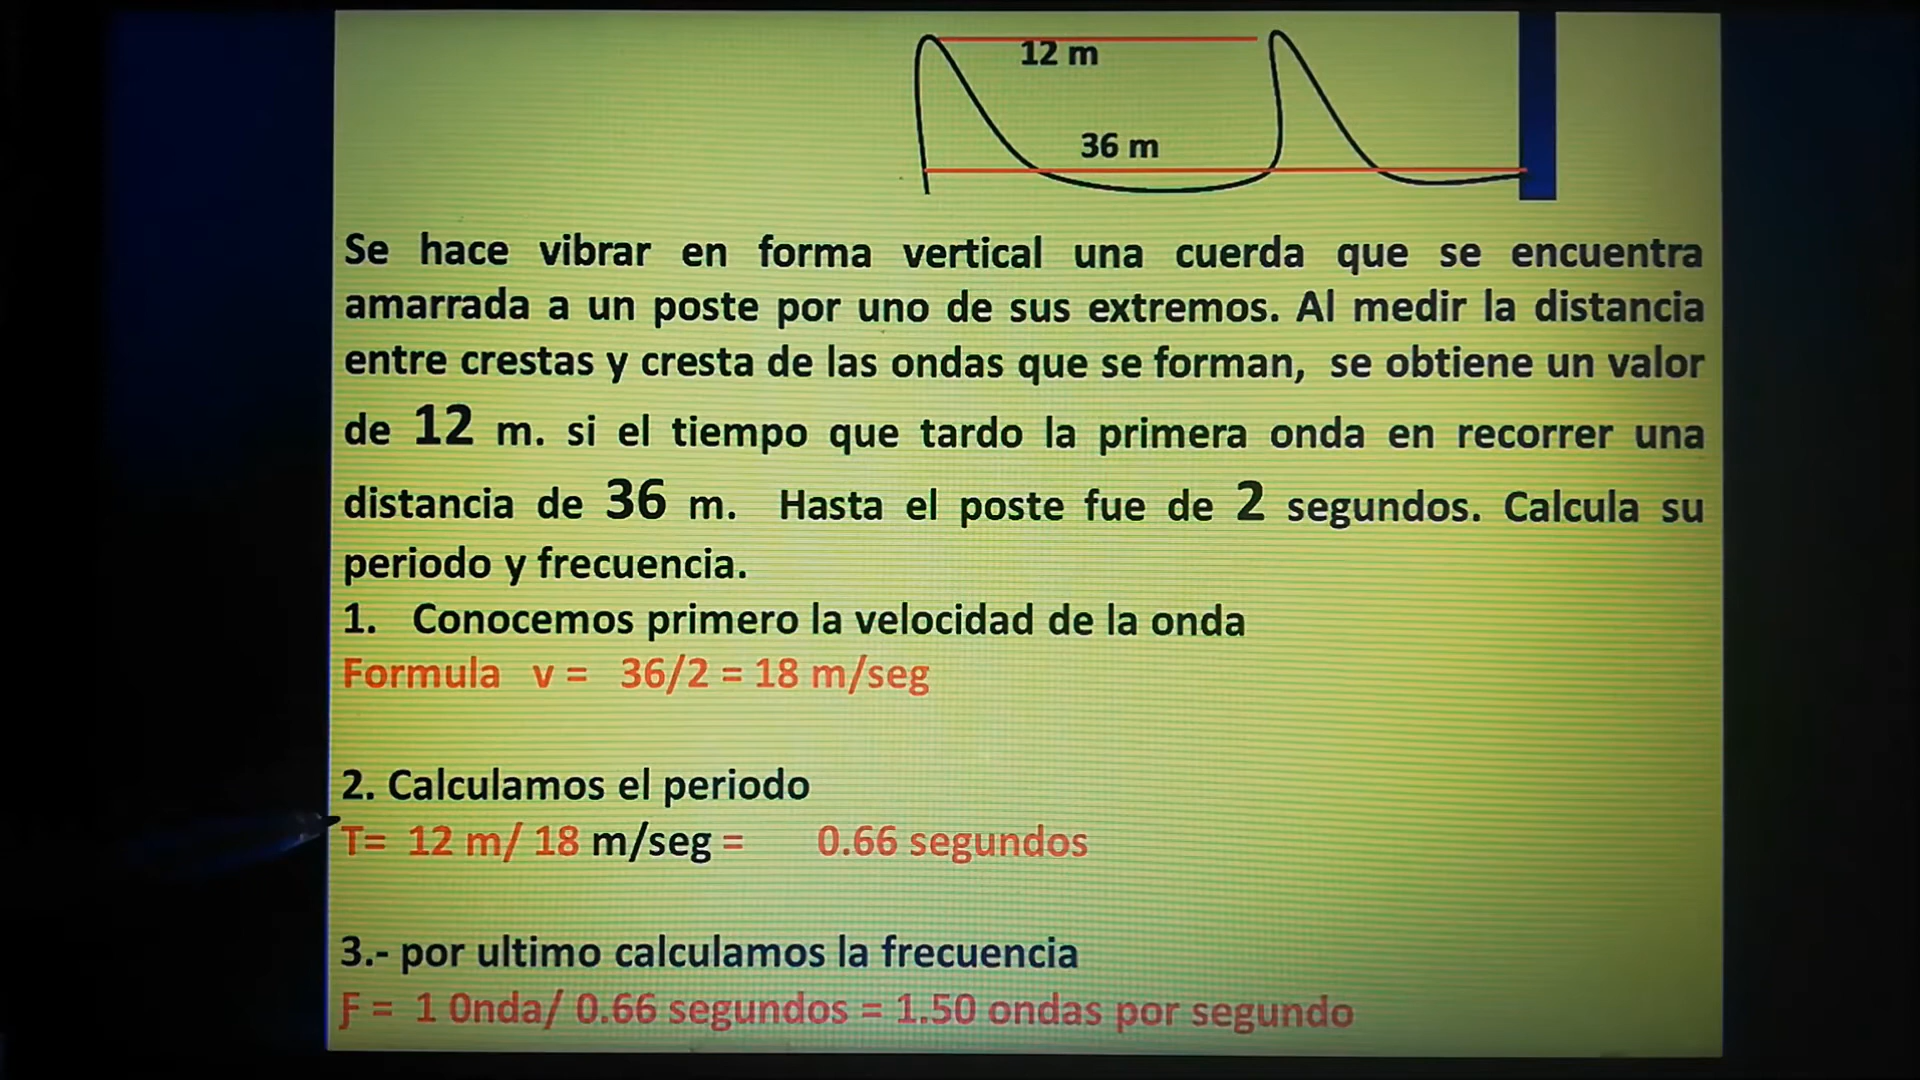 12 m
36 m
Se hace vibrar en forma vertical una cuerda que se encuentra
amarrada a un poste por uno de sus extremos. Al medir la distancia
entre crestas y cresta de las ondas que se forman, se obtiene un valor
de 12 m. si el tiempo que tardo la primera onda en recorrer una
distancia de 36 m. Hasta el poste fue de 2 segundos. Calcula su
periodo y frecuencia.
1. Conocemos primero la velocidad de la onda
Formula v = 36/2 = 18 m/seg
2. Calculamos el periodo
T= 12 m/ 18 m/seg = 0.66 segundos
3.- por ultimo calculamos la frecuencia
Ƒ = 1 0nda/ 0.66 segundos = 1.50 ondas por segundo